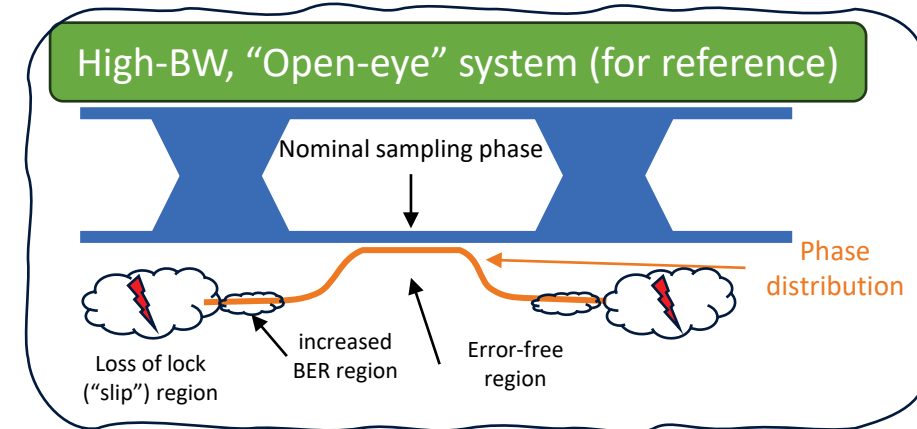 High-BW, “Open-eye” system (for reference)
Nominal sampling phase
Phase
distribution
increased
BER region
Error-free
region
Loss of lock
(“slip”) region